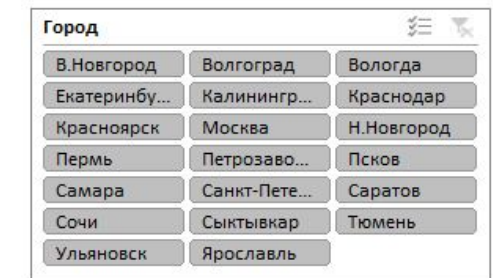 Город
В.Новгород Волгоград Вологда
Екатеринбу... Калинингр... Краснодар
Красноярск Москва Н.Новгород
Пермь Петрозаво... Псков
Самара Санкт-Пете... Саратов
Сочи Сыктывкар Тюмень
Ульяновск Ярославль